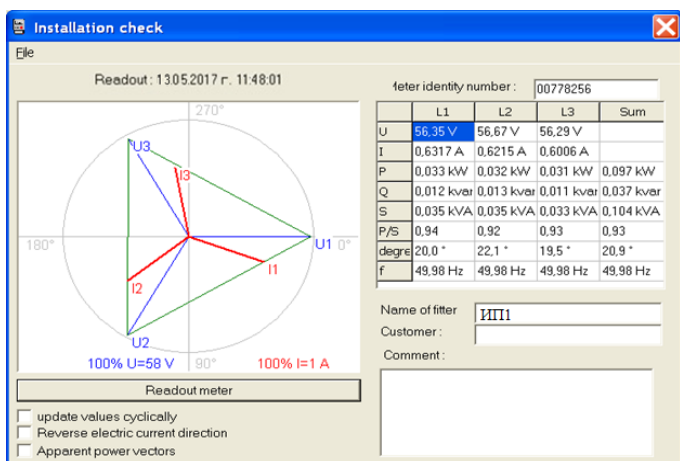 Installation check
File
Readout : 13.05.2017 г. 11:48:01
270°
U3
I3
180°
U1 0°
I1
I2
U2
100% U=58 V 90° 100% I=1 A
Readout meter
update values cyclically
Reverse electric current direction
Apparent power vectors
Meter identity number : 00778256
L1 L2 L3 Sum
U 56,35 V 56,67 V 56,29 V
I 0,6317 A 0,6215 A 0,6006 A
P 0,033 kW 0,032 kW 0,031 kW 0,097 kW
Q 0,012 kvar 0,013 kvar 0,011 kvar 0,037 kvar
S 0,035 kVA 0,035 kVA 0,033 kVA 0,104 kVA
P/S 0,94 0,92 0,93 0,93
degre 20,0 ° 22,1 ° 19,5 ° 20,9 °
f 49,98 Hz 49,98 Hz 49,98 Hz 49,98 Hz
Name of fitter ИП1
Customer :
Comment :